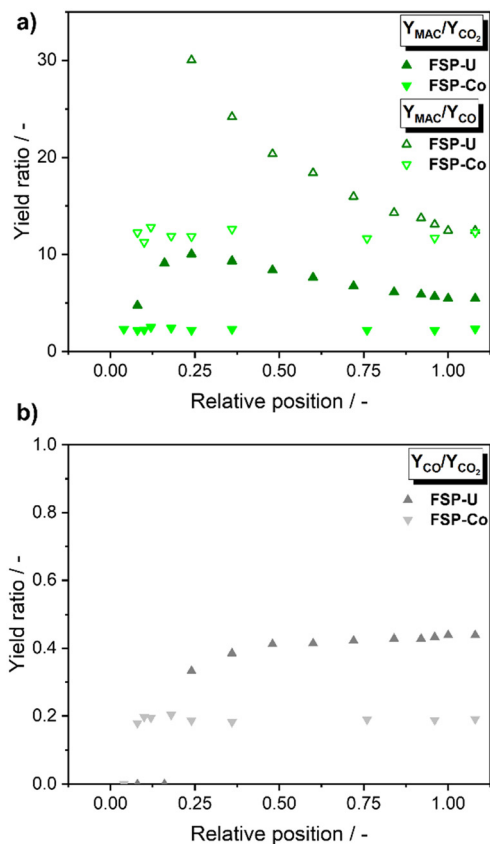 a)
Y_MAC/Y_CO₂
FSP-U
FSP-Co
Y_MAC/Y_CO
FSP-U
FSP-Co
30
20
10
0
Yield ratio / -
0.00 0.25 0.50 0.75 1.00
Relative position / -
b)
Y_CO/Y_CO₂
FSP-U
FSP-Co
1.0
0.8
0.6
0.4
0.2
0.0
Yield ratio / -
0.00 0.25 0.50 0.75 1.00
Relative position / -